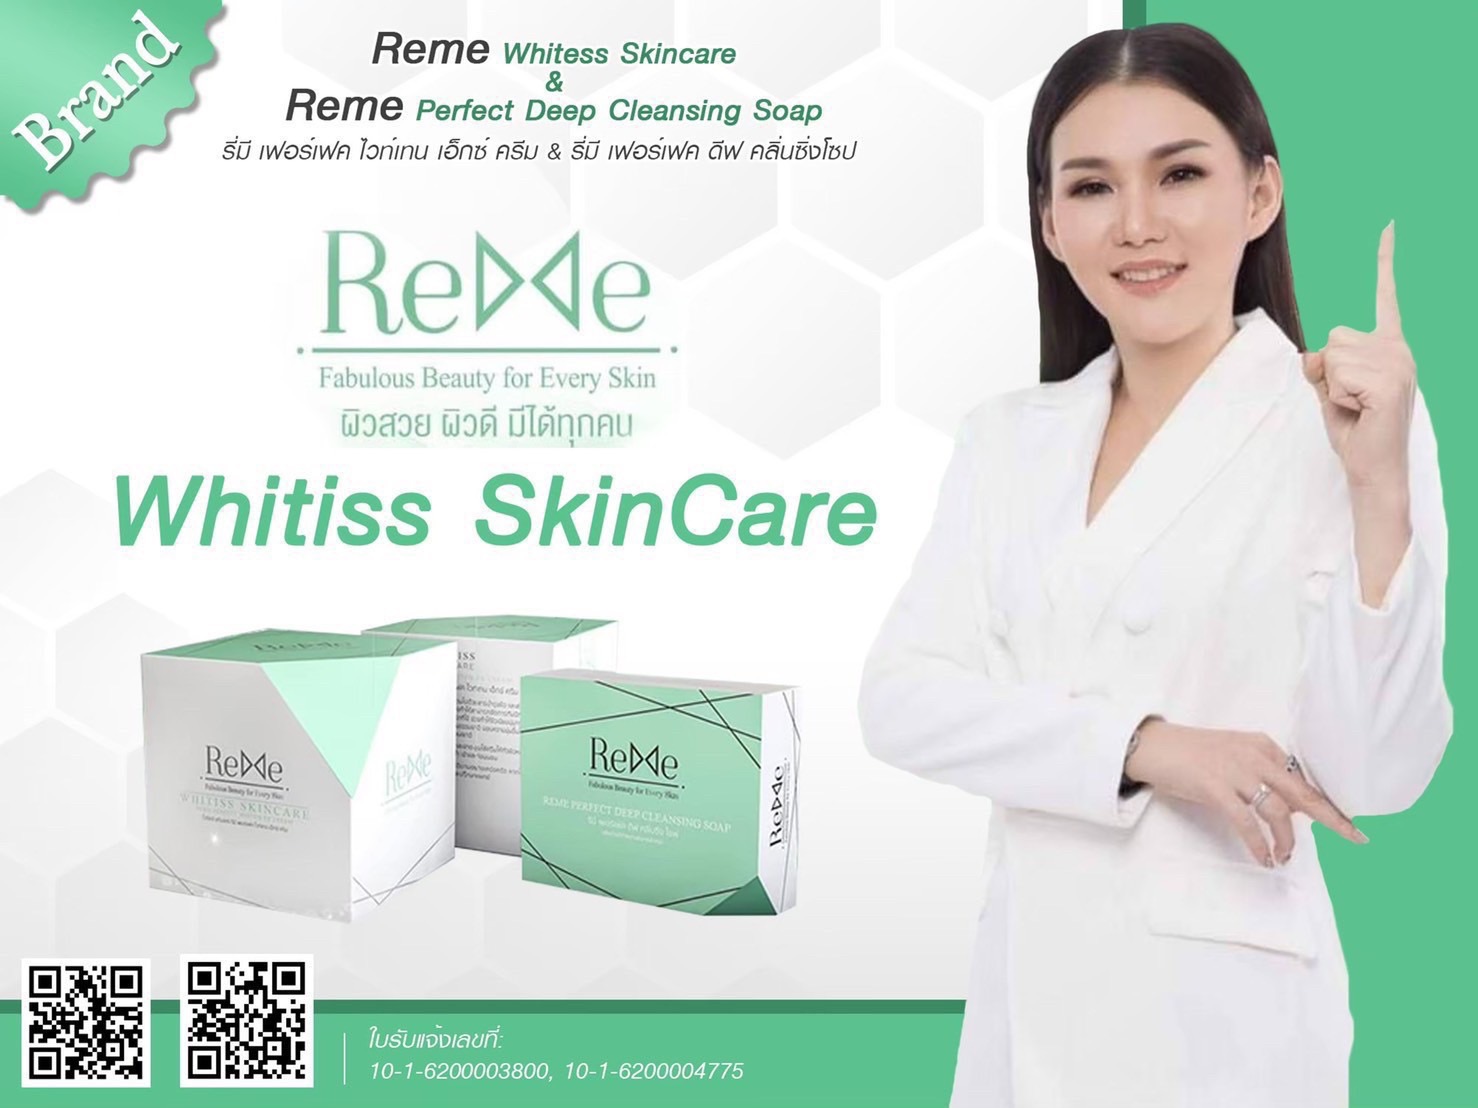 Brand
Reme Whitess Skincare
&
Reme Perfect Deep Cleansing Soap
รี่มี เฟอร์เฟค ไวท์เทน เอ็กซ์ ครีม & รี่มี เฟอร์เฟค ดีฟ คลิ่นซิ่งโซป
ReMe
Fabulous Beauty for Every Skin
ผิวสวย ผิวดี มีได้ทุกคน
Whitiss SkinCare
ReMe
Fabulous Beauty for Every Skin
WHITISS SKINCARE
ReMe
ReMe
Fabulous Beauty for Every Skin
REME PERFECT DEEP CLEANSING SOAP
ReMe
ใบรับแจ้งเลขที่:
10-1-6200003800, 10-1-6200004775